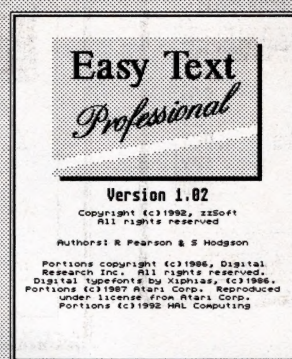 Easy Text
Professional
Version 1.02
Copyright (c)1992, zzSoft
All rights reserved
Authors: R Pearson & S Hodgson
Portions copyright (c)1986, Digital
Research Inc. All rights reserved.
Digital typefonts by Xiphias, (c)1986.
Portions (c)1987 Atari Corp. Reproduced
under license from Atari Corp.
Portions (c)1992 HAL Computing